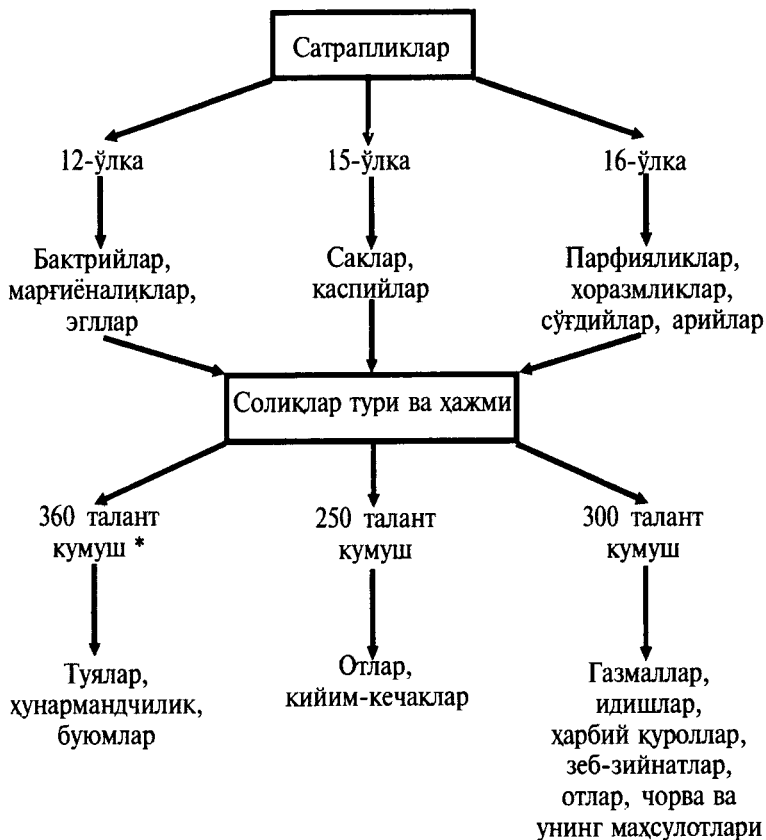 Сатрапликлар
12-ўлка
15-ўлка
16-ўлка
Бактрийлар,
марғиёналиклар,
эгллар
Саклар,
каспийлар
Парфияликлар,
хоразмликлар,
сўғдийлар, арийлар
Солиқлар тури ва ҳажми
360 талант
кумуш *
250 талант
кумуш
300 талант
кумуш
Туялар,
ҳунармандчилик,
буюмлар
Отлар,
кийим-кечаклар
Газмаллар,
идишлар,
ҳарбий қуроллар,
зеб-зийнатлар,
отлар, чорва ва
унинг маҳсулотлари